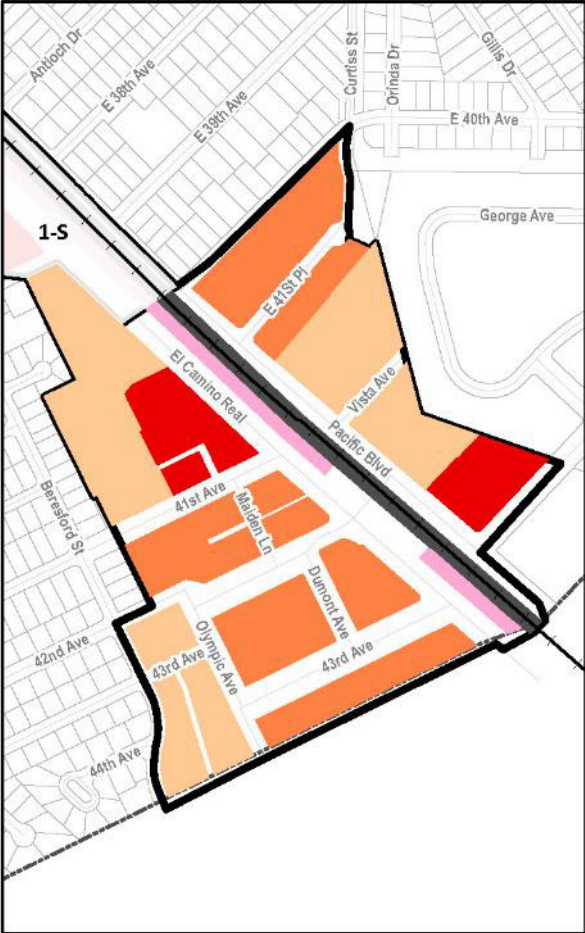 Antioch Dr
E 38th Ave
E 39th Ave
Curtiss St
Orinda Dr
Gillis Dr
E 40th Ave
George Ave
1-S
E 41St Pl
El Camino Real
Vista Ave
Pacific Blvd
41st Ave
Maiden Ln
Beresford St
Dumont Ave
42nd Ave
43rd Ave
Olympic Ave
43rd Ave
44th Ave